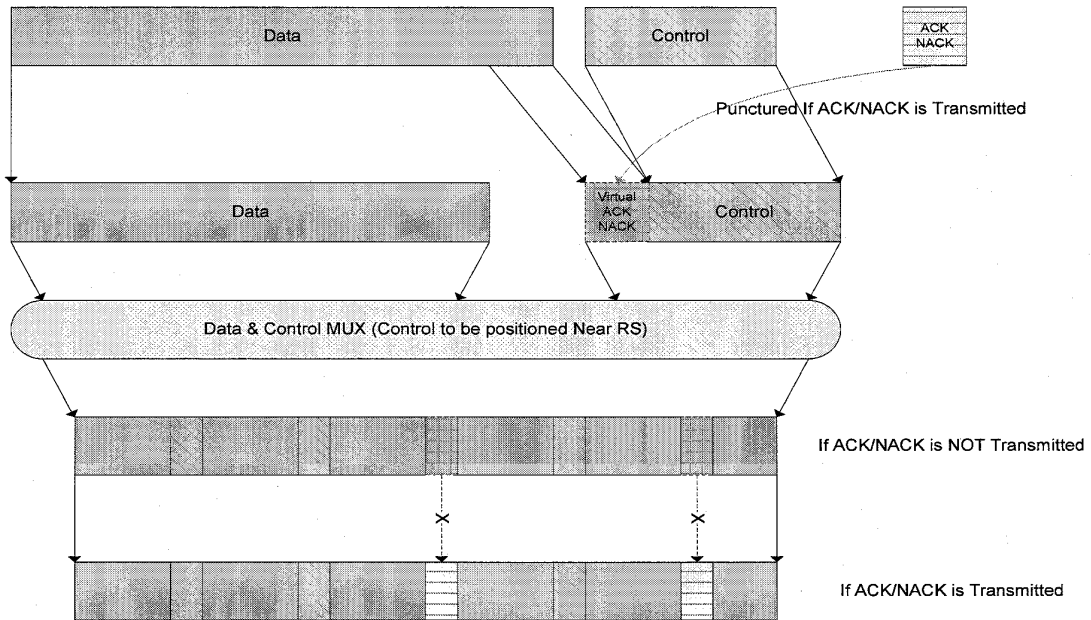 Data
Control
ACK
NACK
Punctured If ACK/NACK is Transmitted
Data
Virtual
ACK
NACK
Control
Data & Control MUX (Control to be positioned Near RS)
If ACK/NACK is NOT Transmitted
X
X
If ACK/NACK is Transmitted